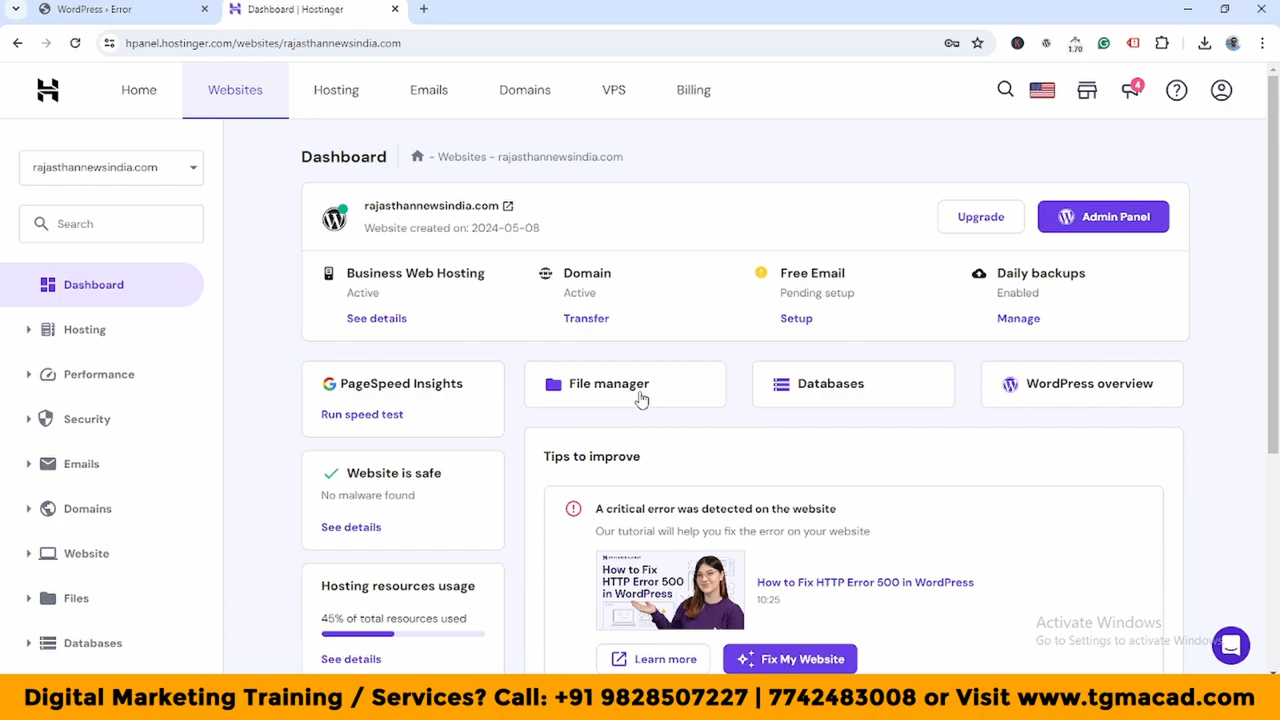 WordPress › Error
Dashboard | Hostinger
hpanel.hostinger.com/websites/rajasthannewsindia.com
1.70
Home
Websites
Hosting
Emails
Domains
VPS
Billing
4
rajasthannewsindia.com
Search
Dashboard
Hosting
Performance
Security
Emails
Domains
Website
Files
Databases
Dashboard
- Websites - rajasthannewsindia.com
rajasthannewsindia.com
Website created on: 2024-05-08
Upgrade
Admin Panel
Business Web Hosting
Active
See details
Domain
Active
Transfer
Free Email
Pending setup
Setup
Daily backups
Enabled
Manage
PageSpeed Insights
Run speed test
File manager
Databases
WordPress overview
Website is safe
No malware found
See details
Hosting resources usage
45% of total resources used
See details
Tips to improve
A critical error was detected on the website
Our tutorial will help you fix the error on your website
How to Fix
HTTP Error 500
in WordPress
How to Fix HTTP Error 500 in WordPress
10:25
Learn more
Fix My Website
Activate Windows
Go to Settings to activate Windows
Digital Marketing Training / Services? Call: +91 9828507227 | 7742483008 or Visit www.tgmacad.com